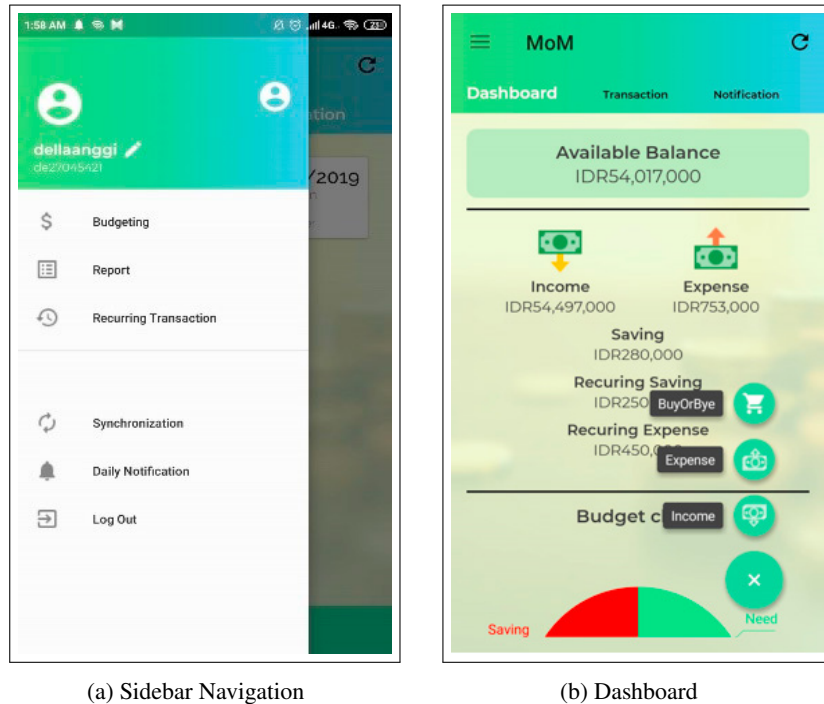 1:58 AM
4G
23
dellaanggi
de27045421
ation
/2019
Budgeting
Report
Recurring Transaction
Synchronization
Daily Notification
Log Out
(a) Sidebar Navigation
MoM
Dashboard Transaction Notification
Available Balance
IDR54,017,000
Income Expense
IDR54,497,000 IDR753,000
Saving
IDR280,000
Recuring Saving
IDR250 BuyOrBye
Recuring Expense
IDR450,0
Expense
Budget c Income
Need
Saving
(b) Dashboard